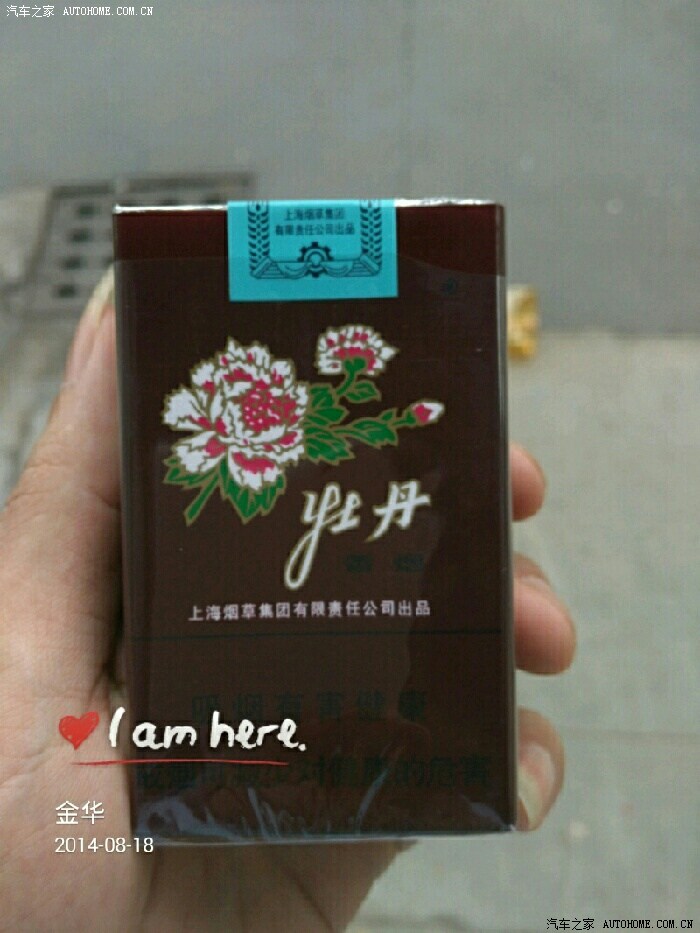 汽车之家 AUTOHOME.COM.CN
上海烟草集团
有限责任公司出品
牡丹
上海烟草集团有限责任公司出品
吸烟有害健康
I am here.
金华
2014-08-18
汽车之家 AUTOHOME.COM.CN